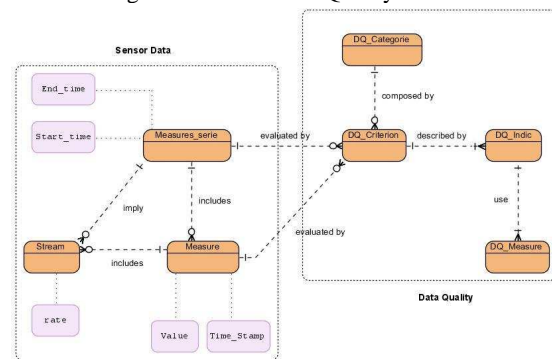 Sensor Data
End_time
Start_time
Measures_serie
imply
includes
Stream
includes
Measure
rate
Value
Time_Stamp
evaluated by
evaluated by
DQ_Categorie
composed by
DQ_Criterion
described by
DQ_Indic
use
DQ_Measure
Data Quality